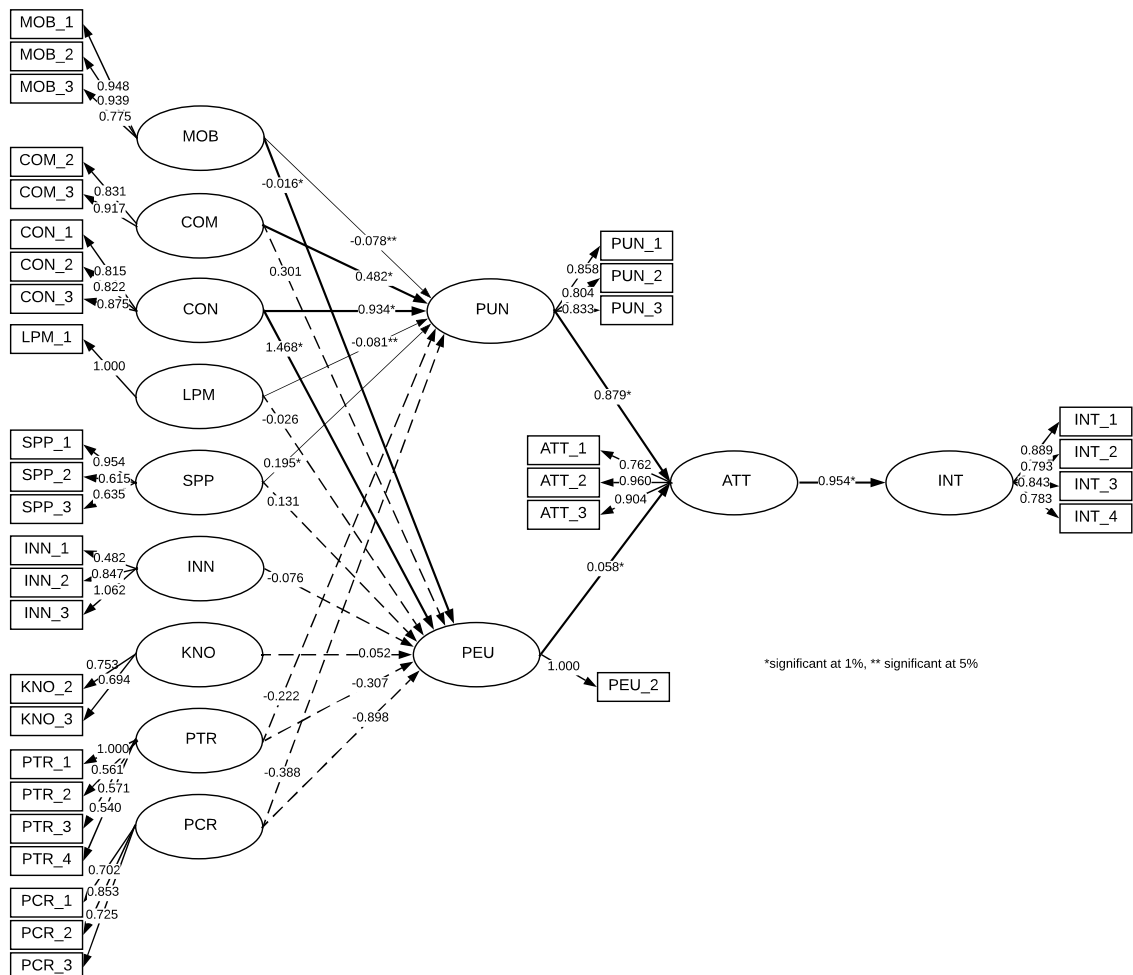 MOB_1
MOB_2
MOB_3
0.948
0.939
0.775
MOB
COM_2
COM_3
0.831
0.917
COM
CON_1
CON_2
CON_3
0.815
0.822
0.875
CON
LPM_1
1.000
LPM
SPP_1
SPP_2
SPP_3
0.954
0.615
0.635
SPP
INN_1
INN_2
INN_3
0.482
0.847
1.062
INN
KNO_2
KNO_3
0.753
0.694
KNO
PTR_1
PTR_2
PTR_3
PTR_4
1.000
0.561
0.571
0.540
PTR
PCR_1
PCR_2
PCR_3
0.702
0.853
0.725
PCR
-0.016*
-0.078**
0.301
0.482*
0.934*
1.468*
-0.081**
-0.026
0.195*
0.131
-0.076
-0.052
-0.222
-0.307
-0.898
-0.388
PUN
PUN_1
PUN_2
PUN_3
0.858
0.804
0.833
0.879*
PEU
1.000
PEU_2
0.058*
ATT_1
ATT_2
ATT_3
0.762
0.960
0.904
ATT
0.954*
INT
INT_1
INT_2
INT_3
INT_4
0.889
0.793
0.843
0.783
*significant at 1%, ** significant at 5%